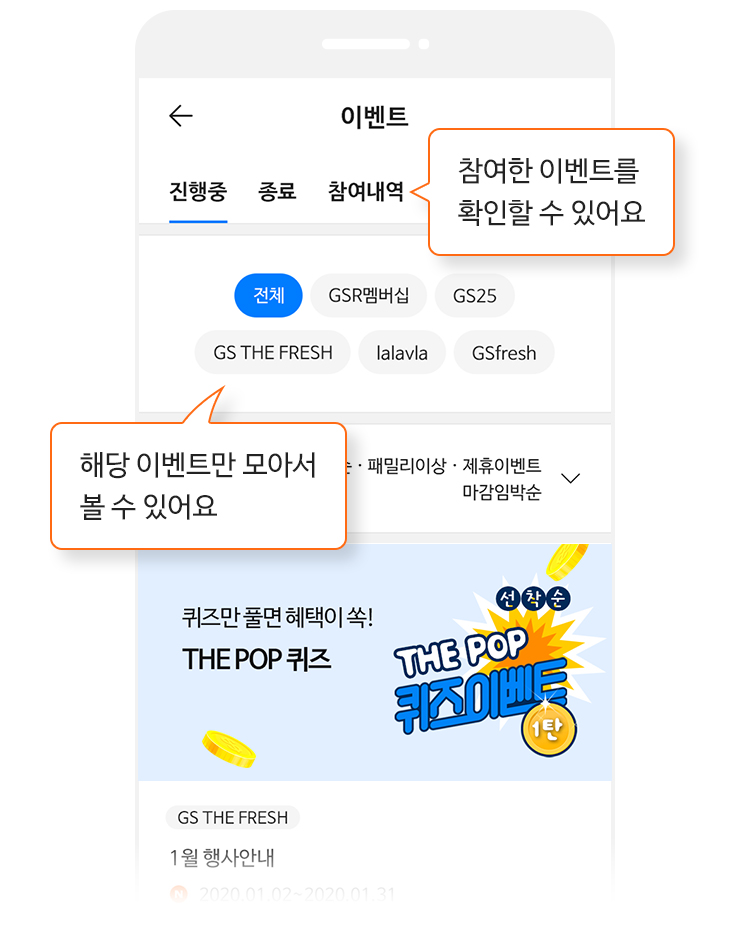 이벤트
진행중 종료 참여내역
참여한 이벤트를
확인할 수 있어요
전체 GSR멤버십 GS25
GS THE FRESH lalavla GSfresh
해당 이벤트만 모아서
볼 수 있어요
· 패밀리이상 · 제휴이벤트
마감임박순
퀴즈만 풀면 혜택이 쏙!
THE POP 퀴즈
선착순
THE POP
퀴즈이벤트
1탄
GS THE FRESH
1월 행사안내
N 2020.01.02~2020.01.31